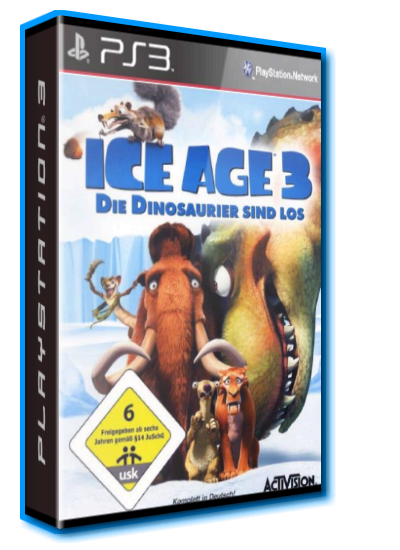 PS3
PlayStation®Network
PLAYSTATION® 3
ICE AGE 3
DIE DINOSAURIER SIND LOS
6
Freigegeben ab sechs
Jahren gemäß §14 JuSchG
usk
Komplett in Deutsch!
ACTIVISION